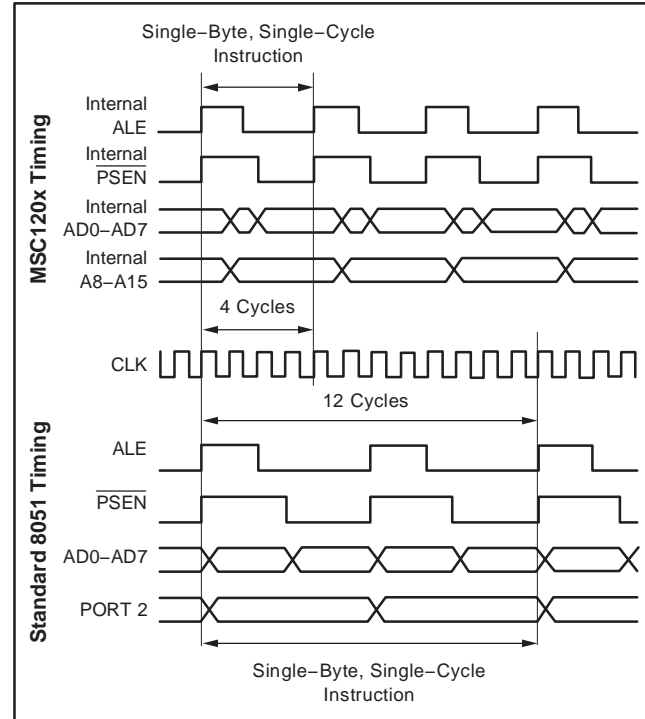 Single−Byte, Single−Cycle
Instruction
MSC120x Timing
Internal
ALE
Internal
PSEN
Internal
AD0−AD7
Internal
A8−A15
4 Cycles
CLK
12 Cycles
Standard 8051 Timing
ALE
PSEN
AD0−AD7
PORT 2
Single−Byte, Single−Cycle
Instruction